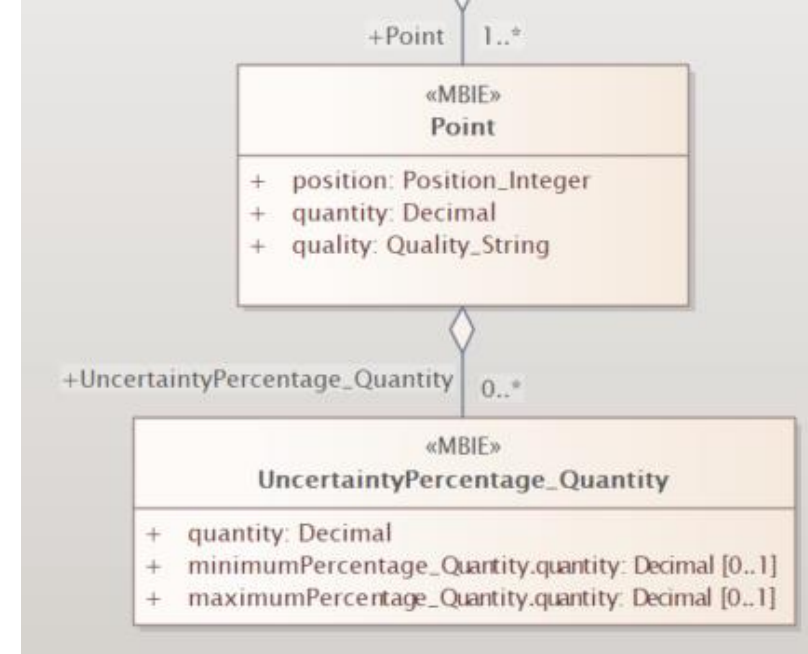 +Point 1..*
«MBIE»
Point
+ position: Position_Integer
+ quantity: Decimal
+ quality: Quality_String
+UncertaintyPercentage_Quantity 0..*
«MBIE»
UncertaintyPercentage_Quantity
+ quantity: Decimal
+ minimumPercentage_Quantity.quantity: Decimal [0..1]
+ maximumPercentage_Quantity.quantity: Decimal [0..1]